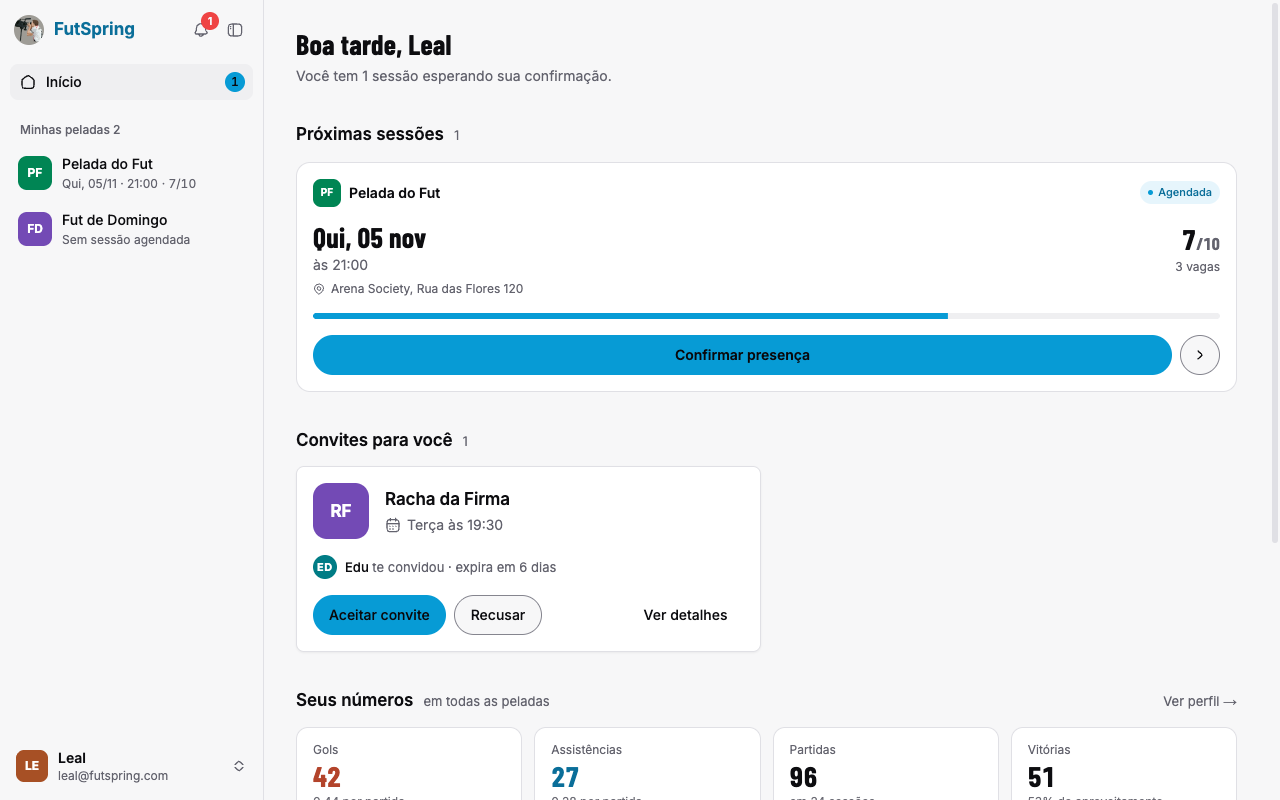 FutSpring
1
Início
1
Minhas peladas 2
PF
Pelada do Fut
Qui, 05/11 · 21:00 · 7/10
FD
Fut de Domingo
Sem sessão agendada
LE
Leal
leal@futspring.com
Boa tarde, Leal
Você tem 1 sessão esperando sua confirmação.
Próximas sessões 1
PF
Pelada do Fut
Agendada
Qui, 05 nov
7/10
às 21:00
3 vagas
Arena Society, Rua das Flores 120
Confirmar presença
Convites para você 1
RF
Racha da Firma
Terça às 19:30
ED
Edu te convidou · expira em 6 dias
Aceitar convite
Recusar
Ver detalhes
Seus números em todas as peladas
Ver perfil →
Gols
42
Assistências
27
Partidas
96
Vitórias
51